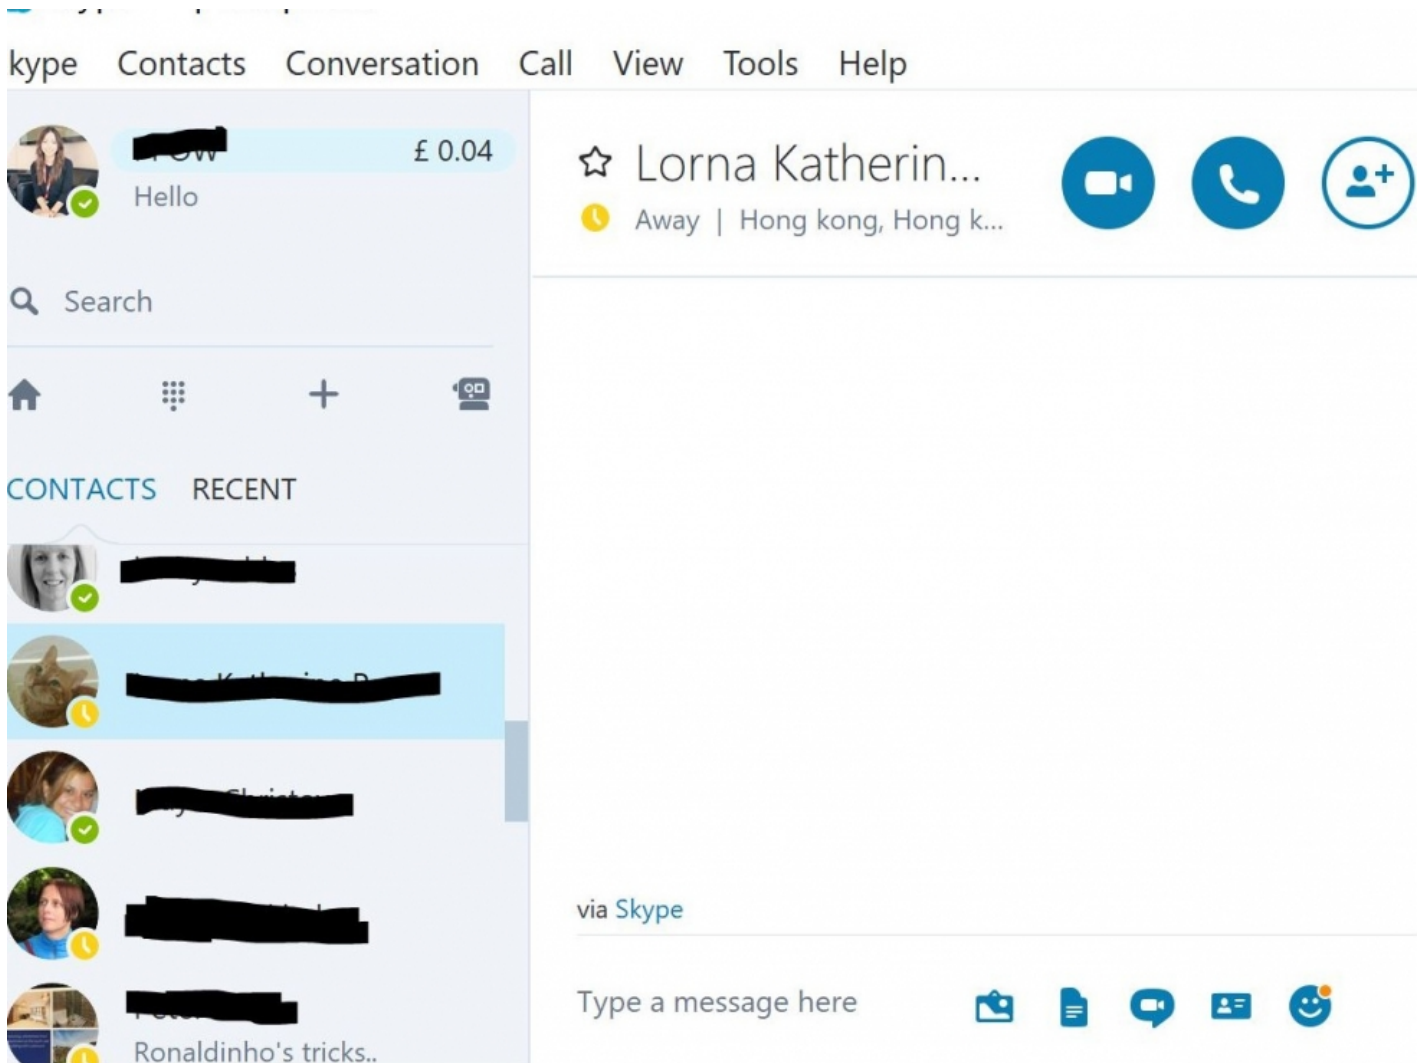 kype Contacts Conversation Call View Tools Help
£ 0.04
Hello
Search
CONTACTS RECENT
Ronaldinho's tricks..
Lorna Katherin...
Away | Hong kong, Hong k...
via Skype
Type a message here